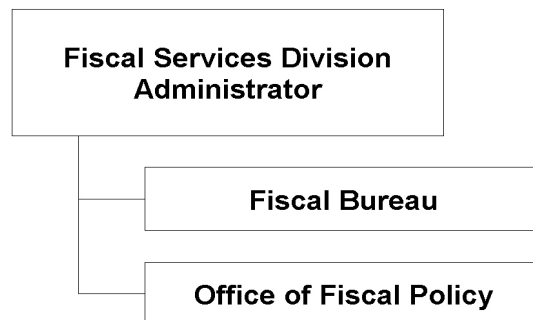 Fiscal Services Division
Administrator
Fiscal Bureau
Office of Fiscal Policy